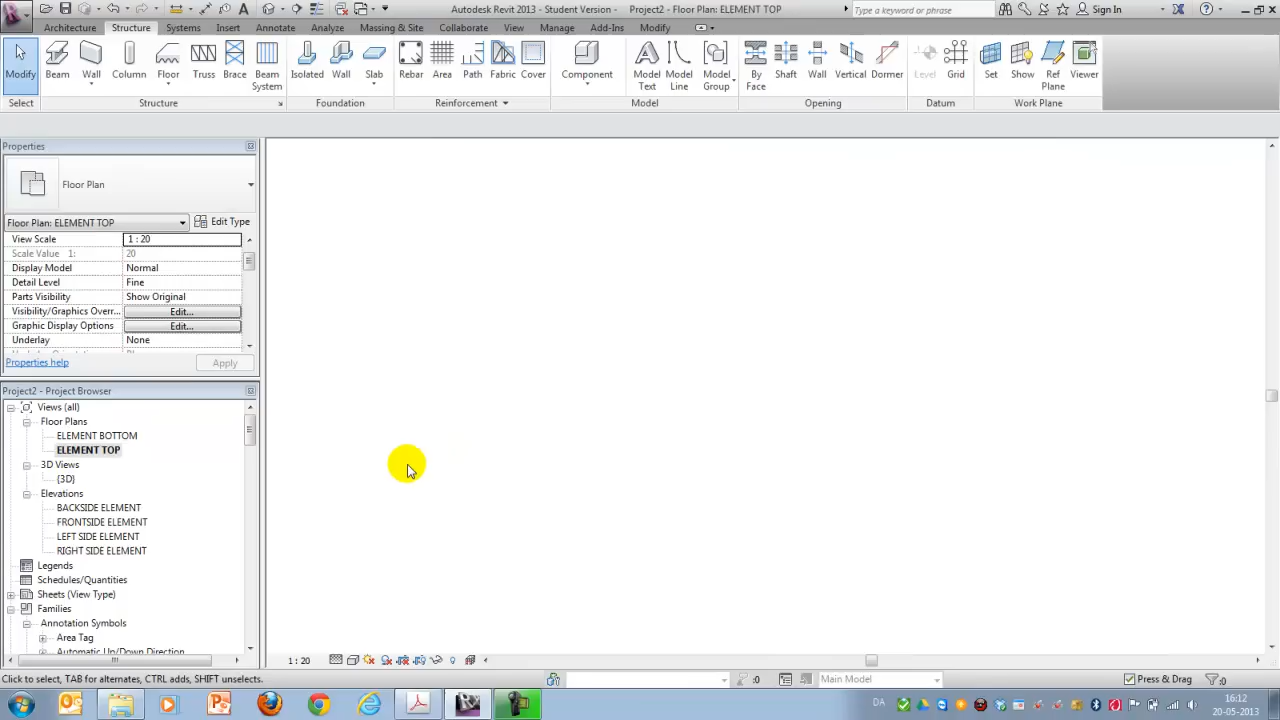 Autodesk Revit 2013 - Student Version - Project2 - Floor Plan: ELEMENT TOP
Type a keyword or phrase
Sign In
Architecture Structure Systems Insert Annotate Analyze Massing & Site Collaborate View Manage Add-Ins Modify
Modify Beam Wall Column Floor Truss Brace Beam System Isolated Wall Slab Rebar Area Path Fabric Cover Component Model Text Model Line Model Group By Face Shaft Wall Vertical Dormer Level Grid Set Show Ref Plane Viewer
Select Structure Foundation Reinforcement Model Opening Datum Work Plane
Properties
Floor Plan
Floor Plan: ELEMENT TOP Edit Type
View Scale 1 : 20
Scale Value 1: 20
Display Model Normal
Detail Level Fine
Parts Visibility Show Original
Visibility/Graphics Overr... Edit...
Graphic Display Options Edit...
Underlay None
Properties help Apply
Project2 - Project Browser
Views (all)
Floor Plans
ELEMENT BOTTOM
ELEMENT TOP
3D Views
{3D}
Elevations
BACKSIDE ELEMENT
FRONTSIDE ELEMENT
LEFT SIDE ELEMENT
RIGHT SIDE ELEMENT
Legends
Schedules/Quantities
Sheets (View Type)
Families
Annotation Symbols
Area Tag
Automatic Up/Down Direction
1 : 20
Click to select, TAB for alternates, CTRL adds, SHIFT unselects.
:0
Main Model
Press & Drag
:0
DA
16:12
20-05-2013